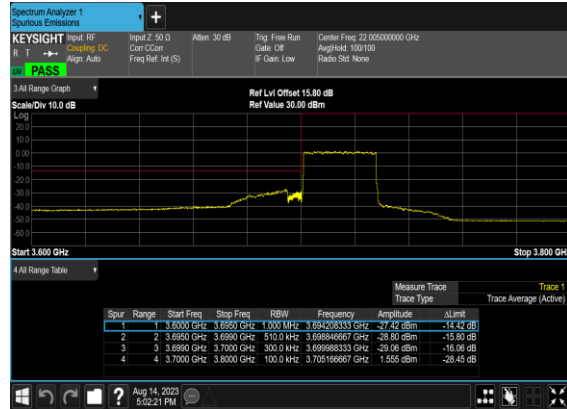 Spectrum Analyzer 1
Spurious Emissions
KEYSIGHT Input: RF Input Z: 50 Ω Atten: 30 dB Trig: Free Run Center Freq: 22.005000000 GHz
R T Coupling: DC Corr CCorr Gate: Off Avg|Hold: 100/100
Align: Auto Freq Ref: Int (S) IF Gain: Low Radio Std: None
PASS
3 All Range Graph
Ref Lvl Offset 15.80 dB
Scale/Div 10.0 dB Ref Value 30.00 dBm
Log
20.0
10.0
0.00
-10.0
-20.0
-30.0
-40.0
-50.0
-60.0
Start 3.600 GHz Stop 3.800 GHz
4 All Range Table
Measure Trace Trace 1
Trace Type Trace Average (Active)
Spur Range Start Freq Stop Freq RBW Frequency Amplitude ΔLimit
1 1 3.6000 GHz 3.6950 GHz 1.000 MHz 3.694208333 GHz -27.42 dBm -14.42 dB
2 2 3.6950 GHz 3.6990 GHz 510.0 kHz 3.698846667 GHz -28.80 dBm -15.80 dB
3 3 3.6990 GHz 3.7000 GHz 300.0 kHz 3.699988333 GHz -29.06 dBm -16.06 dB
4 4 3.7000 GHz 3.8000 GHz 100.0 kHz 3.705166667 GHz 1.555 dBm -28.45 dB
? Aug 14, 2023
5:02:21 PM